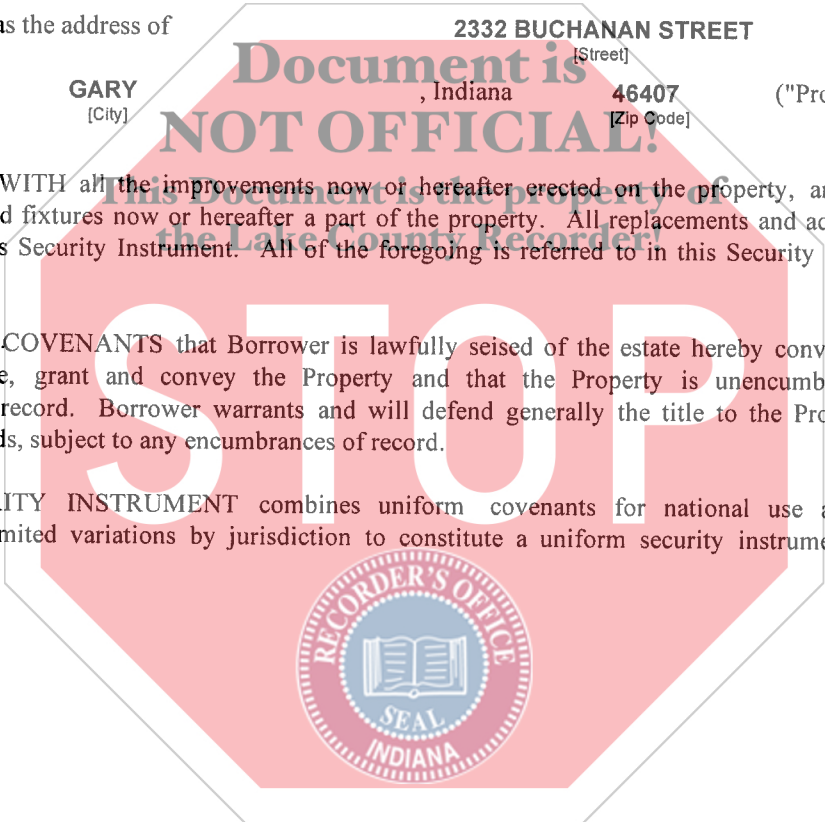 as the address of 2332 BUCHANAN STREET
[Street]
GARY , Indiana 46407 ("Pro
[City] [Zip Code]
Document is
NOT OFFICIAL!
This Document is the property of
the Lake County Recorder!
WITH all the improvements now or hereafter erected on the property, a
d fixtures now or hereafter a part of the property. All replacements and ad
s Security Instrument. All of the foregoing is referred to in this Security
STOP
COVENANTS that Borrower is lawfully seised of the estate hereby conv
e, grant and convey the Property and that the Property is unencumb
record. Borrower warrants and will defend generally the title to the Pro
ds, subject to any encumbrances of record.
RITY INSTRUMENT combines uniform covenants for national use a
mited variations by jurisdiction to constitute a uniform security instrume
RECORDER'S OFFICE
SEAL
INDIANA